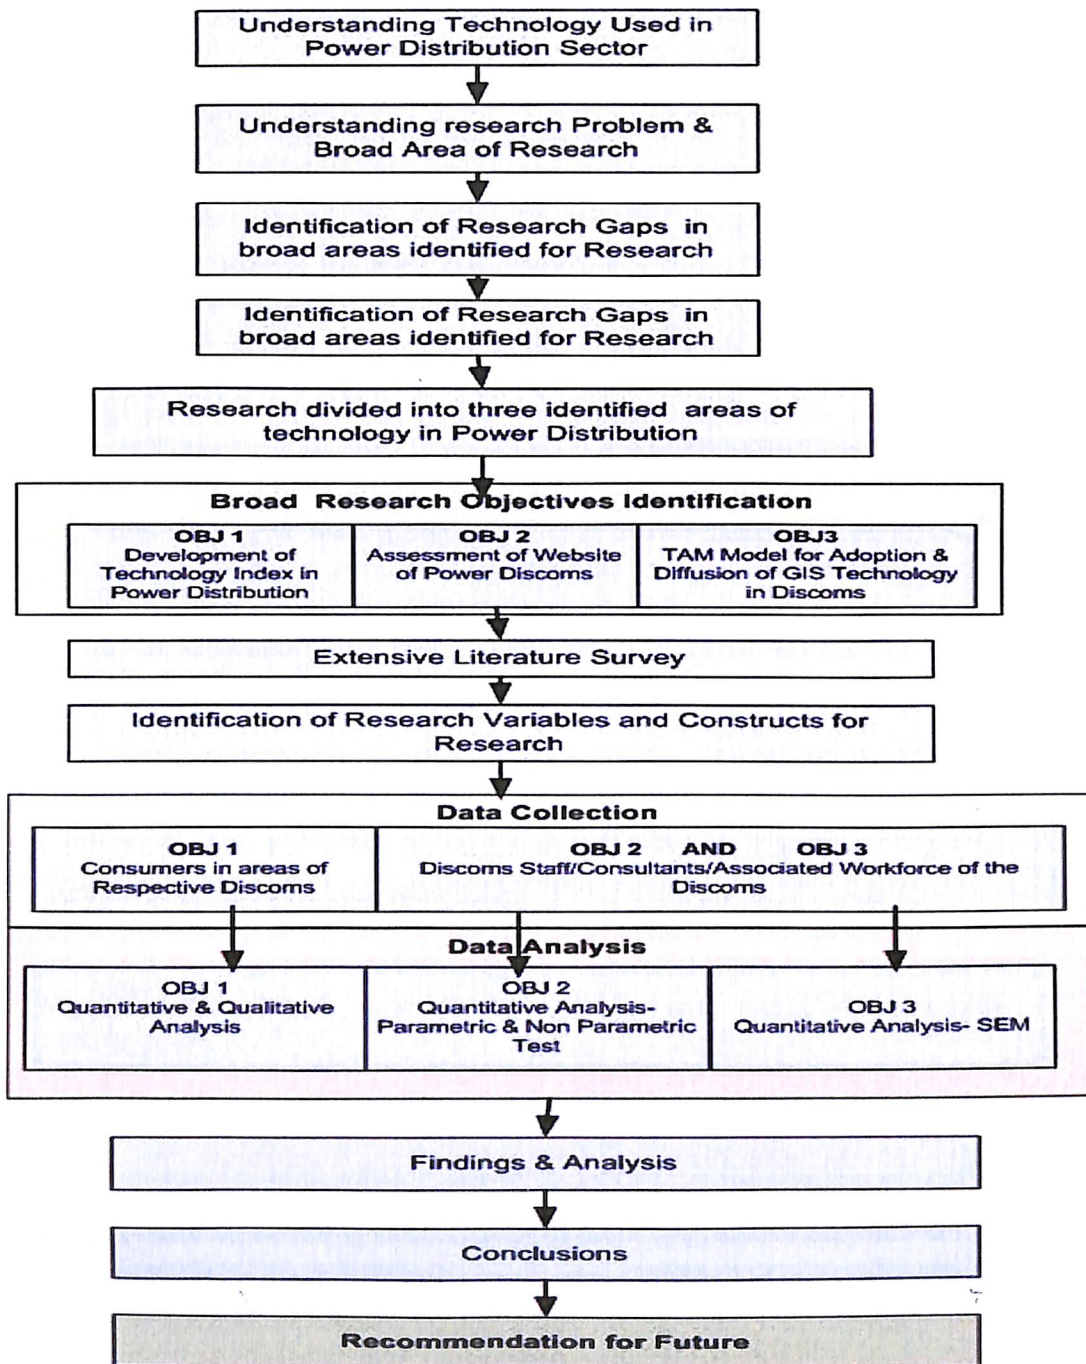 Understanding Technology Used in
Power Distribution Sector
Understanding research Problem &
Broad Area of Research
Identification of Research Gaps in
broad areas identified for Research
Identification of Research Gaps in
broad areas identified for Research
Research divided into three identified areas of
technology in Power Distribution
Broad Research Objectives Identification
OBJ 1
Development of
Technology Index in
Power Distribution
OBJ 2
Assessment of Website
of Power Discoms
OBJ3
TAM Model for Adoption &
Diffusion of GIS Technology
in Discoms
Extensive Literature Survey
Identification of Research Variables and Constructs for
Research
Data Collection
OBJ 1
Consumers in areas of
Respective Discoms
OBJ 2 AND OBJ 3
Discoms Staff/Consultants/Associated Workforce of the
Discoms
Data Analysis
OBJ 1
Quantitative & Qualitative
Analysis
OBJ 2
Quantitative Analysis-
Parametric & Non Parametric
Test
OBJ 3
Quantitative Analysis- SEM
Findings & Analysis
Conclusions
Recommendation for Future